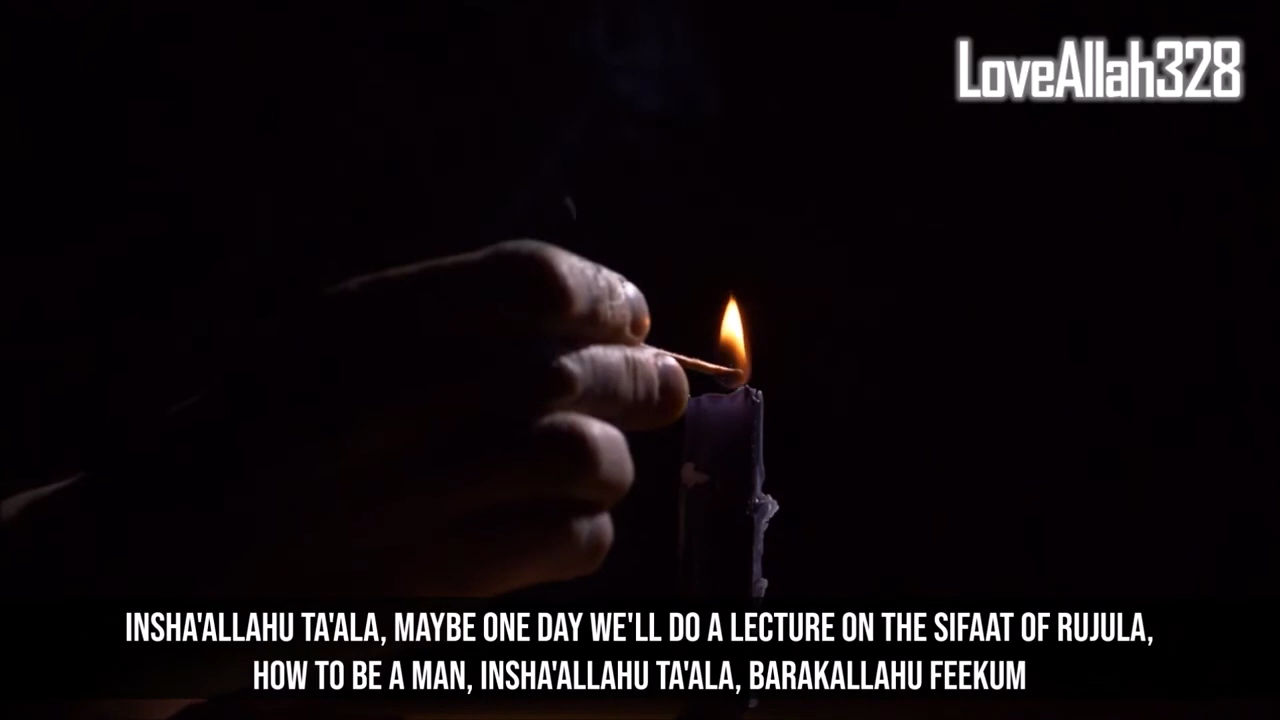 LoveAllah328
INSHA'ALLAHU TA'ALA, MAYBE ONE DAY WE'LL DO A LECTURE ON THE SIFAAT OF RUJULA,
HOW TO BE A MAN, INSHA'ALLAHU TA'ALA, BARAKALLAHU FEEKUM